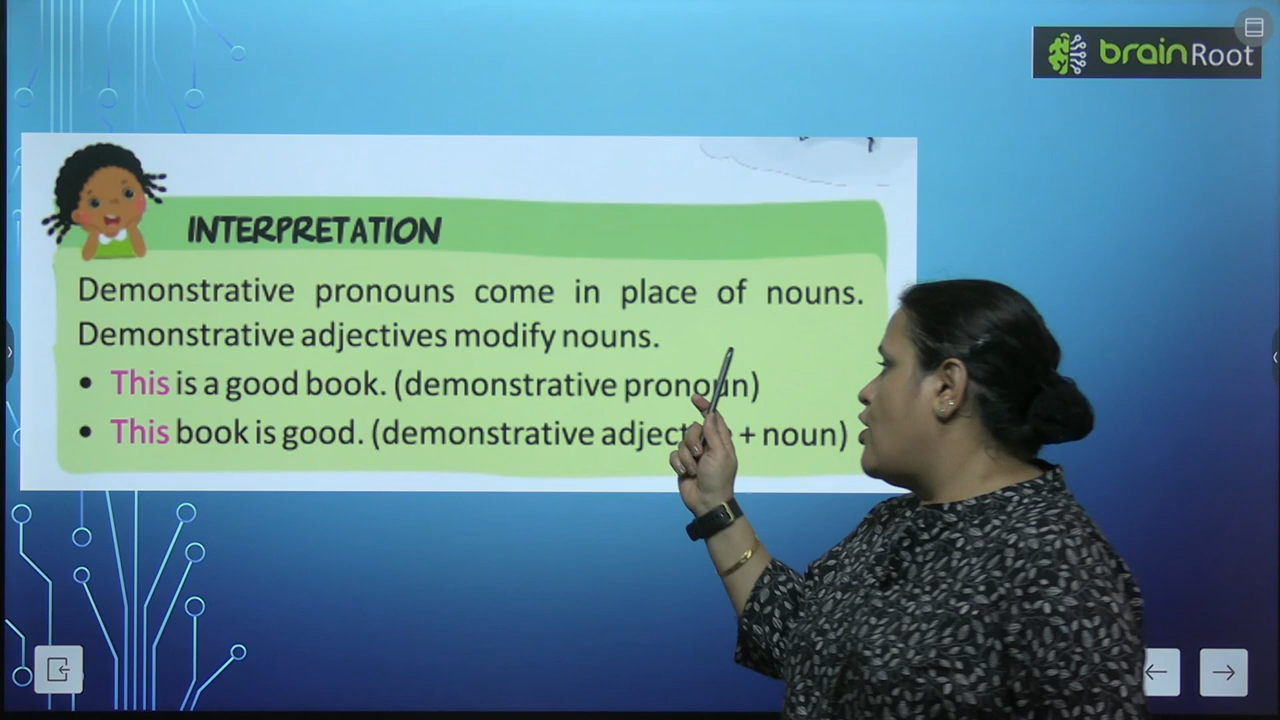 brainRoot
INTERPRETATION
Demonstrative pronouns come in place of nouns.
Demonstrative adjectives modify nouns.
• This is a good book. (demonstrative pronoun)
• This book is good. (demonstrative + noun)